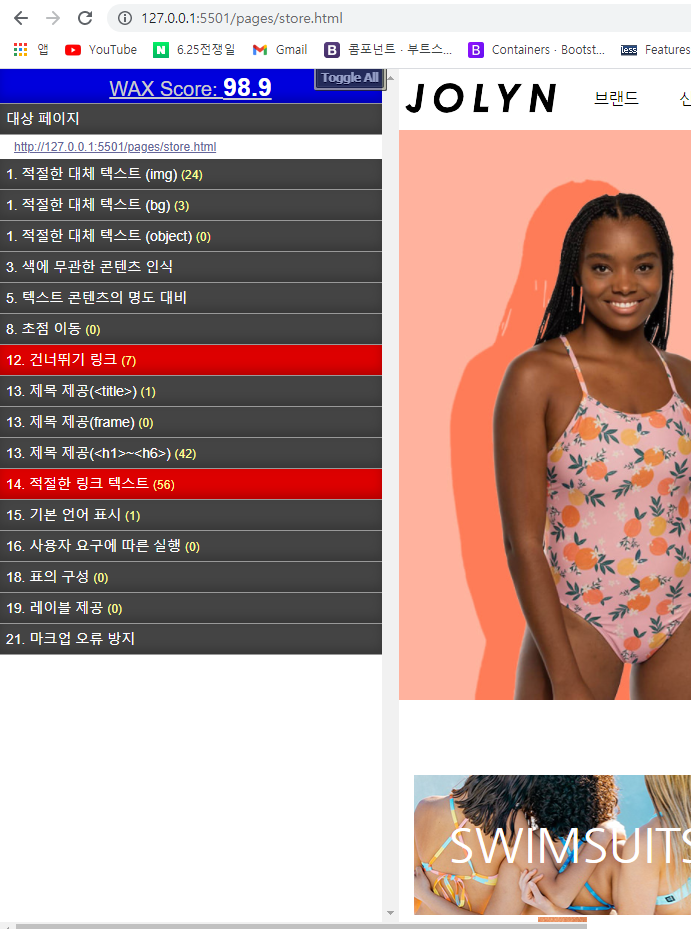 127.0.0.1:5501/pages/store.html
앱 YouTube 6.25전쟁일 Gmail 콤포넌트 · 부트스... Containers · Bootst... Features
WAX Score: 98.9
Toggle All
대상 페이지
http://127.0.0.1:5501/pages/store.html
1. 적절한 대체 텍스트 (img) (24)
1. 적절한 대체 텍스트 (bg) (3)
1. 적절한 대체 텍스트 (object) (0)
3. 색에 무관한 콘텐츠 인식
5. 텍스트 콘텐츠의 명도 대비
8. 초점 이동 (0)
12. 건너뛰기 링크 (7)
13. 제목 제공(<title>) (1)
13. 제목 제공(frame) (0)
13. 제목 제공(<h1>~<h6>) (42)
14. 적절한 링크 텍스트 (56)
15. 기본 언어 표시 (1)
16. 사용자 요구에 따른 실행 (0)
18. 표의 구성 (0)
19. 레이블 제공 (0)
21. 마크업 오류 방지
JOLYN 브랜드
SWIMSUITS